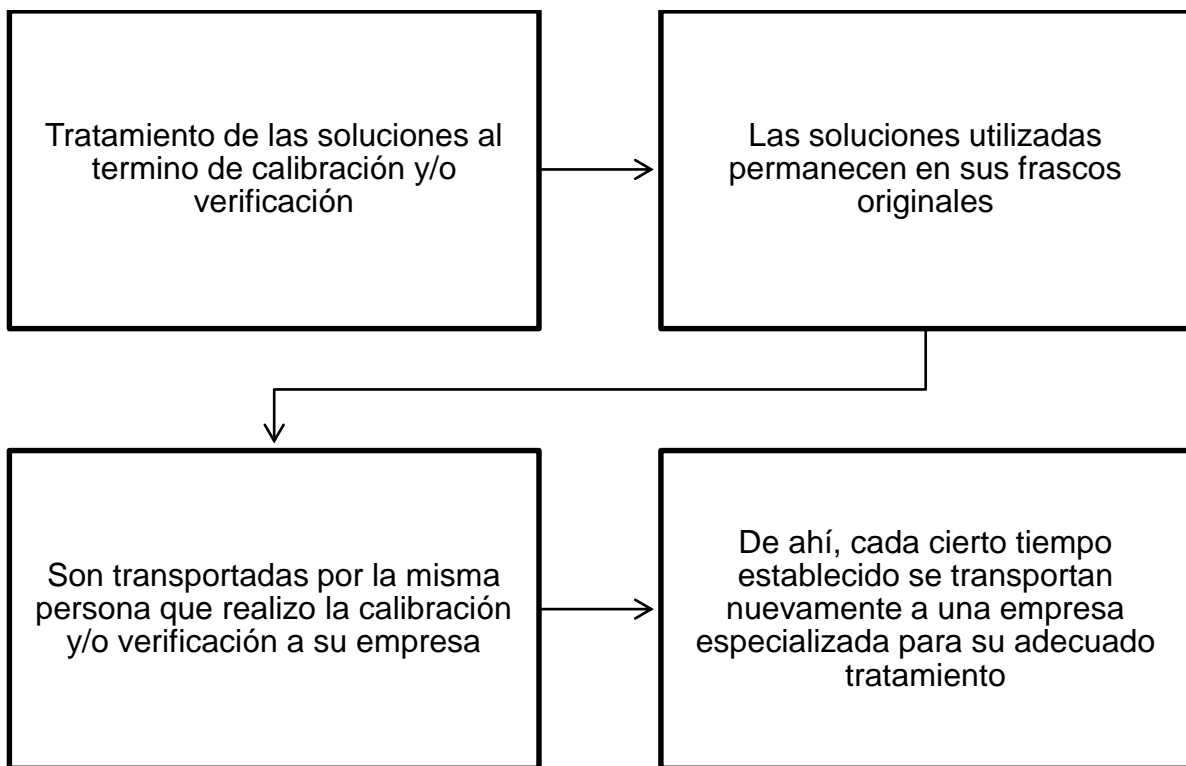 Tratamiento de las soluciones al
termino de calibración y/o
verificación
Las soluciones utilizadas
permanecen en sus frascos
originales
Son transportadas por la misma
persona que realizo la calibración
y/o verificación a su empresa
De ahí, cada cierto tiempo
establecido se transportan
nuevamente a una empresa
especializada para su adecuado
tratamiento